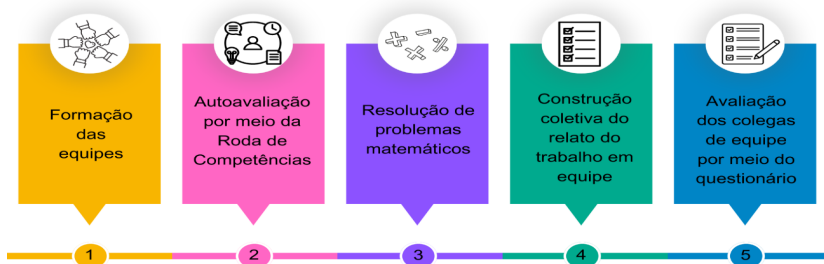 Formação
das
equipes
Autoavaliação
por meio da
Roda de
Competências
Resolução de
problemas
matemáticos
Construção
coletiva do
relato do
trabalho em
equipe
Avaliação
dos colegas
de equipe
por meio do
questionário
1
2
3
4
5